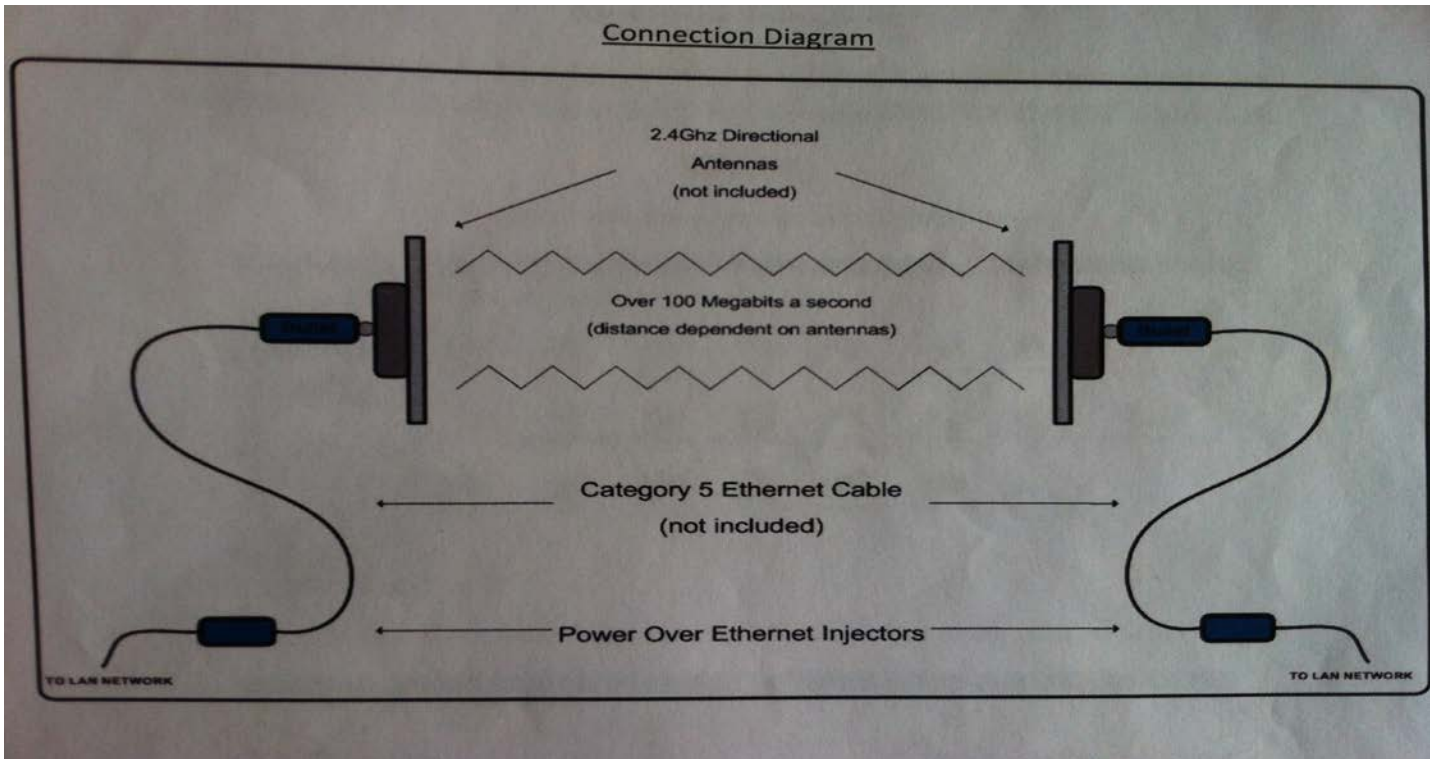 Connection Diagram
2.4Ghz Directional
Antennas
(not included)
Over 100 Megabits a second
(distance dependent on antennas)
Category 5 Ethernet Cable
(not included)
Power Over Ethernet Injectors
TO LAN NETWORK
TO LAN NETWORK